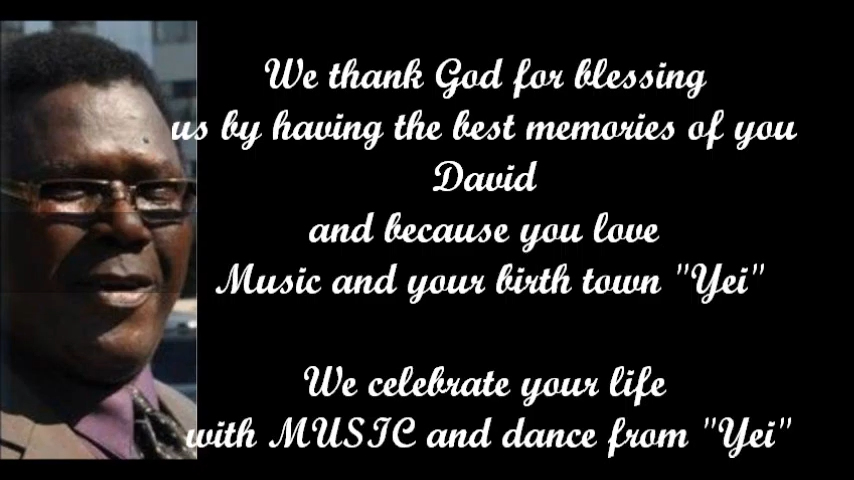 We thank God for blessing
us by having the best memories of you
David
and because you love
Music and your birth town "Yei"
We celebrate your life
with MUSIC and dance from "Yei"